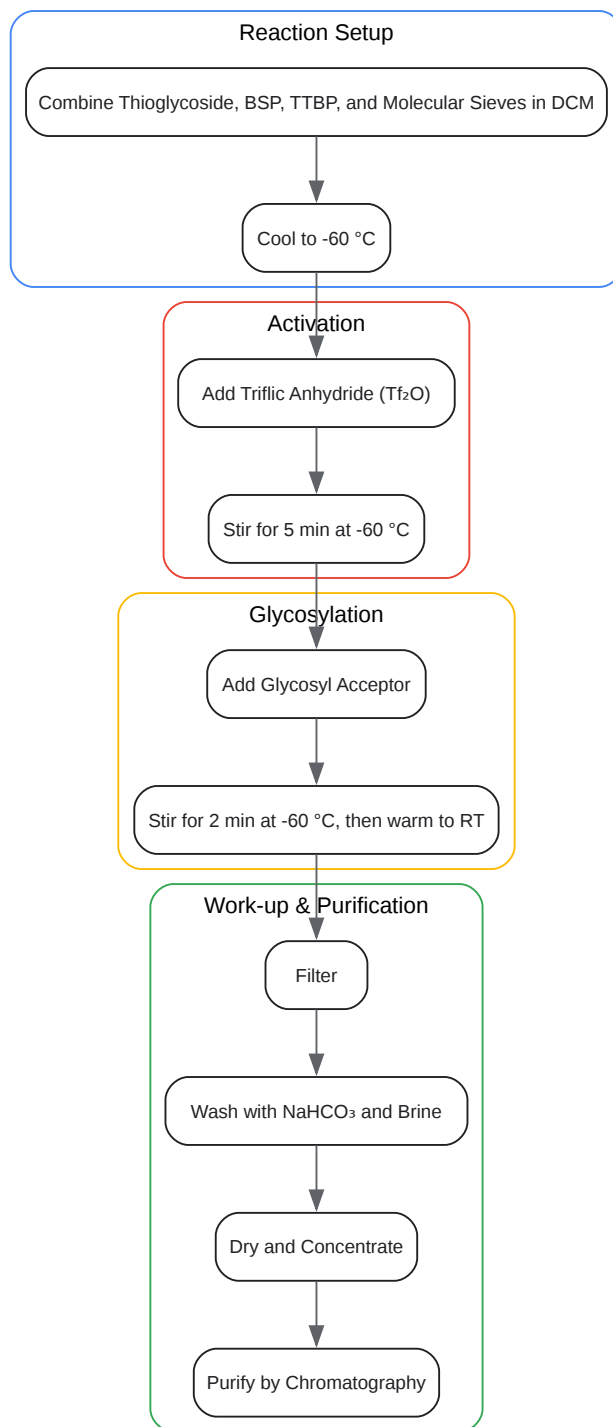 Reaction Setup
Combine Thioglycoside, BSP, TTBP, and Molecular Sieves in DCM
Cool to -60 °C
Activation
Add Triflic Anhydride (Tf₂O)
Stir for 5 min at -60 °C
Glycosylation
Add Glycosyl Acceptor
Stir for 2 min at -60 °C, then warm to RT
Work-up & Purification
Filter
Wash with NaHCO₃ and Brine
Dry and Concentrate
Purify by Chromatography